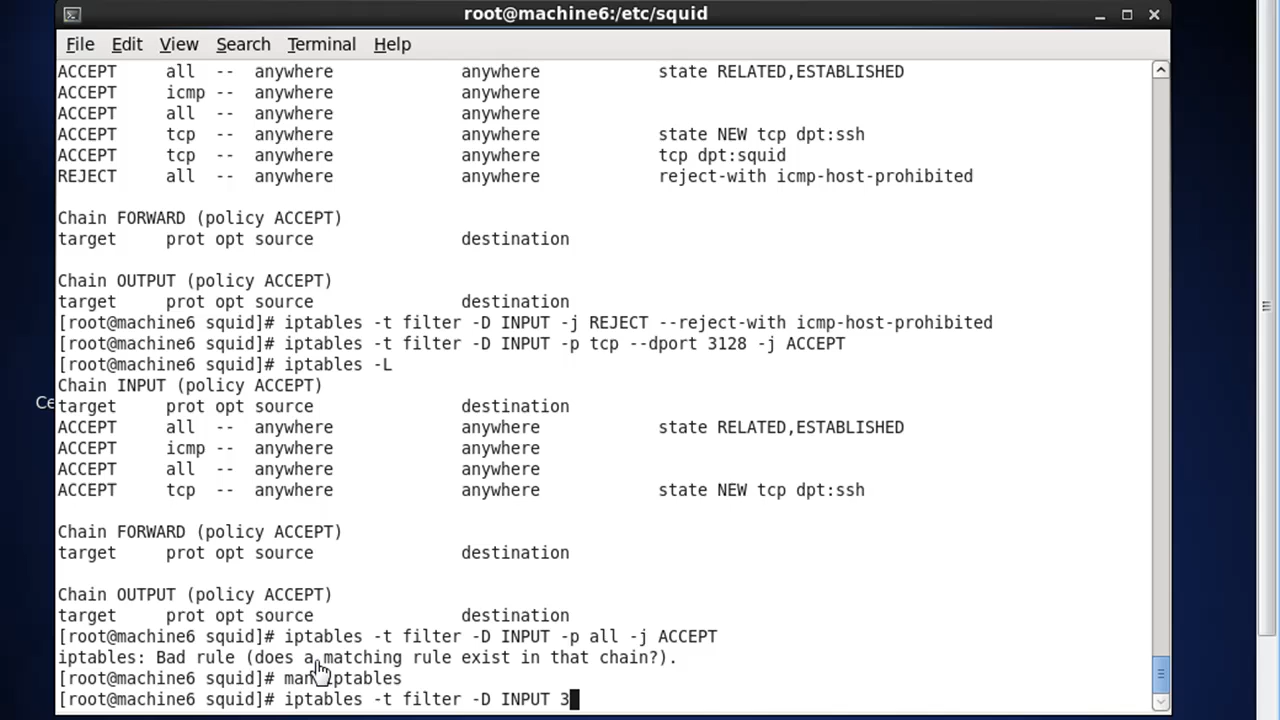 root@machine6:/etc/squid
File Edit View Search Terminal Help
ACCEPT     all  --  anywhere             anywhere            state RELATED,ESTABLISHED
ACCEPT     icmp --  anywhere             anywhere
ACCEPT     all  --  anywhere             anywhere
ACCEPT     tcp  --  anywhere             anywhere            state NEW tcp dpt:ssh
ACCEPT     tcp  --  anywhere             anywhere            tcp dpt:squid
REJECT     all  --  anywhere             anywhere            reject-with icmp-host-prohibited
Chain FORWARD (policy ACCEPT)
target     prot opt source               destination
Chain OUTPUT (policy ACCEPT)
target     prot opt source               destination
[root@machine6 squid]# iptables -t filter -D INPUT -j REJECT --reject-with icmp-host-prohibited
[root@machine6 squid]# iptables -t filter -D INPUT -p tcp --dport 3128 -j ACCEPT
[root@machine6 squid]# iptables -L
Chain INPUT (policy ACCEPT)
Ce
target     prot opt source               destination
ACCEPT     all  --  anywhere             anywhere            state RELATED,ESTABLISHED
ACCEPT     icmp --  anywhere             anywhere
ACCEPT     all  --  anywhere             anywhere
ACCEPT     tcp  --  anywhere             anywhere            state NEW tcp dpt:ssh
Chain FORWARD (policy ACCEPT)
target     prot opt source               destination
Chain OUTPUT (policy ACCEPT)
target     prot opt source               destination
[root@machine6 squid]# iptables -t filter -D INPUT -p all -j ACCEPT
iptables: Bad rule (does a matching rule exist in that chain?).
[root@machine6 squid]# man iptables
[root@machine6 squid]# iptables -t filter -D INPUT 3